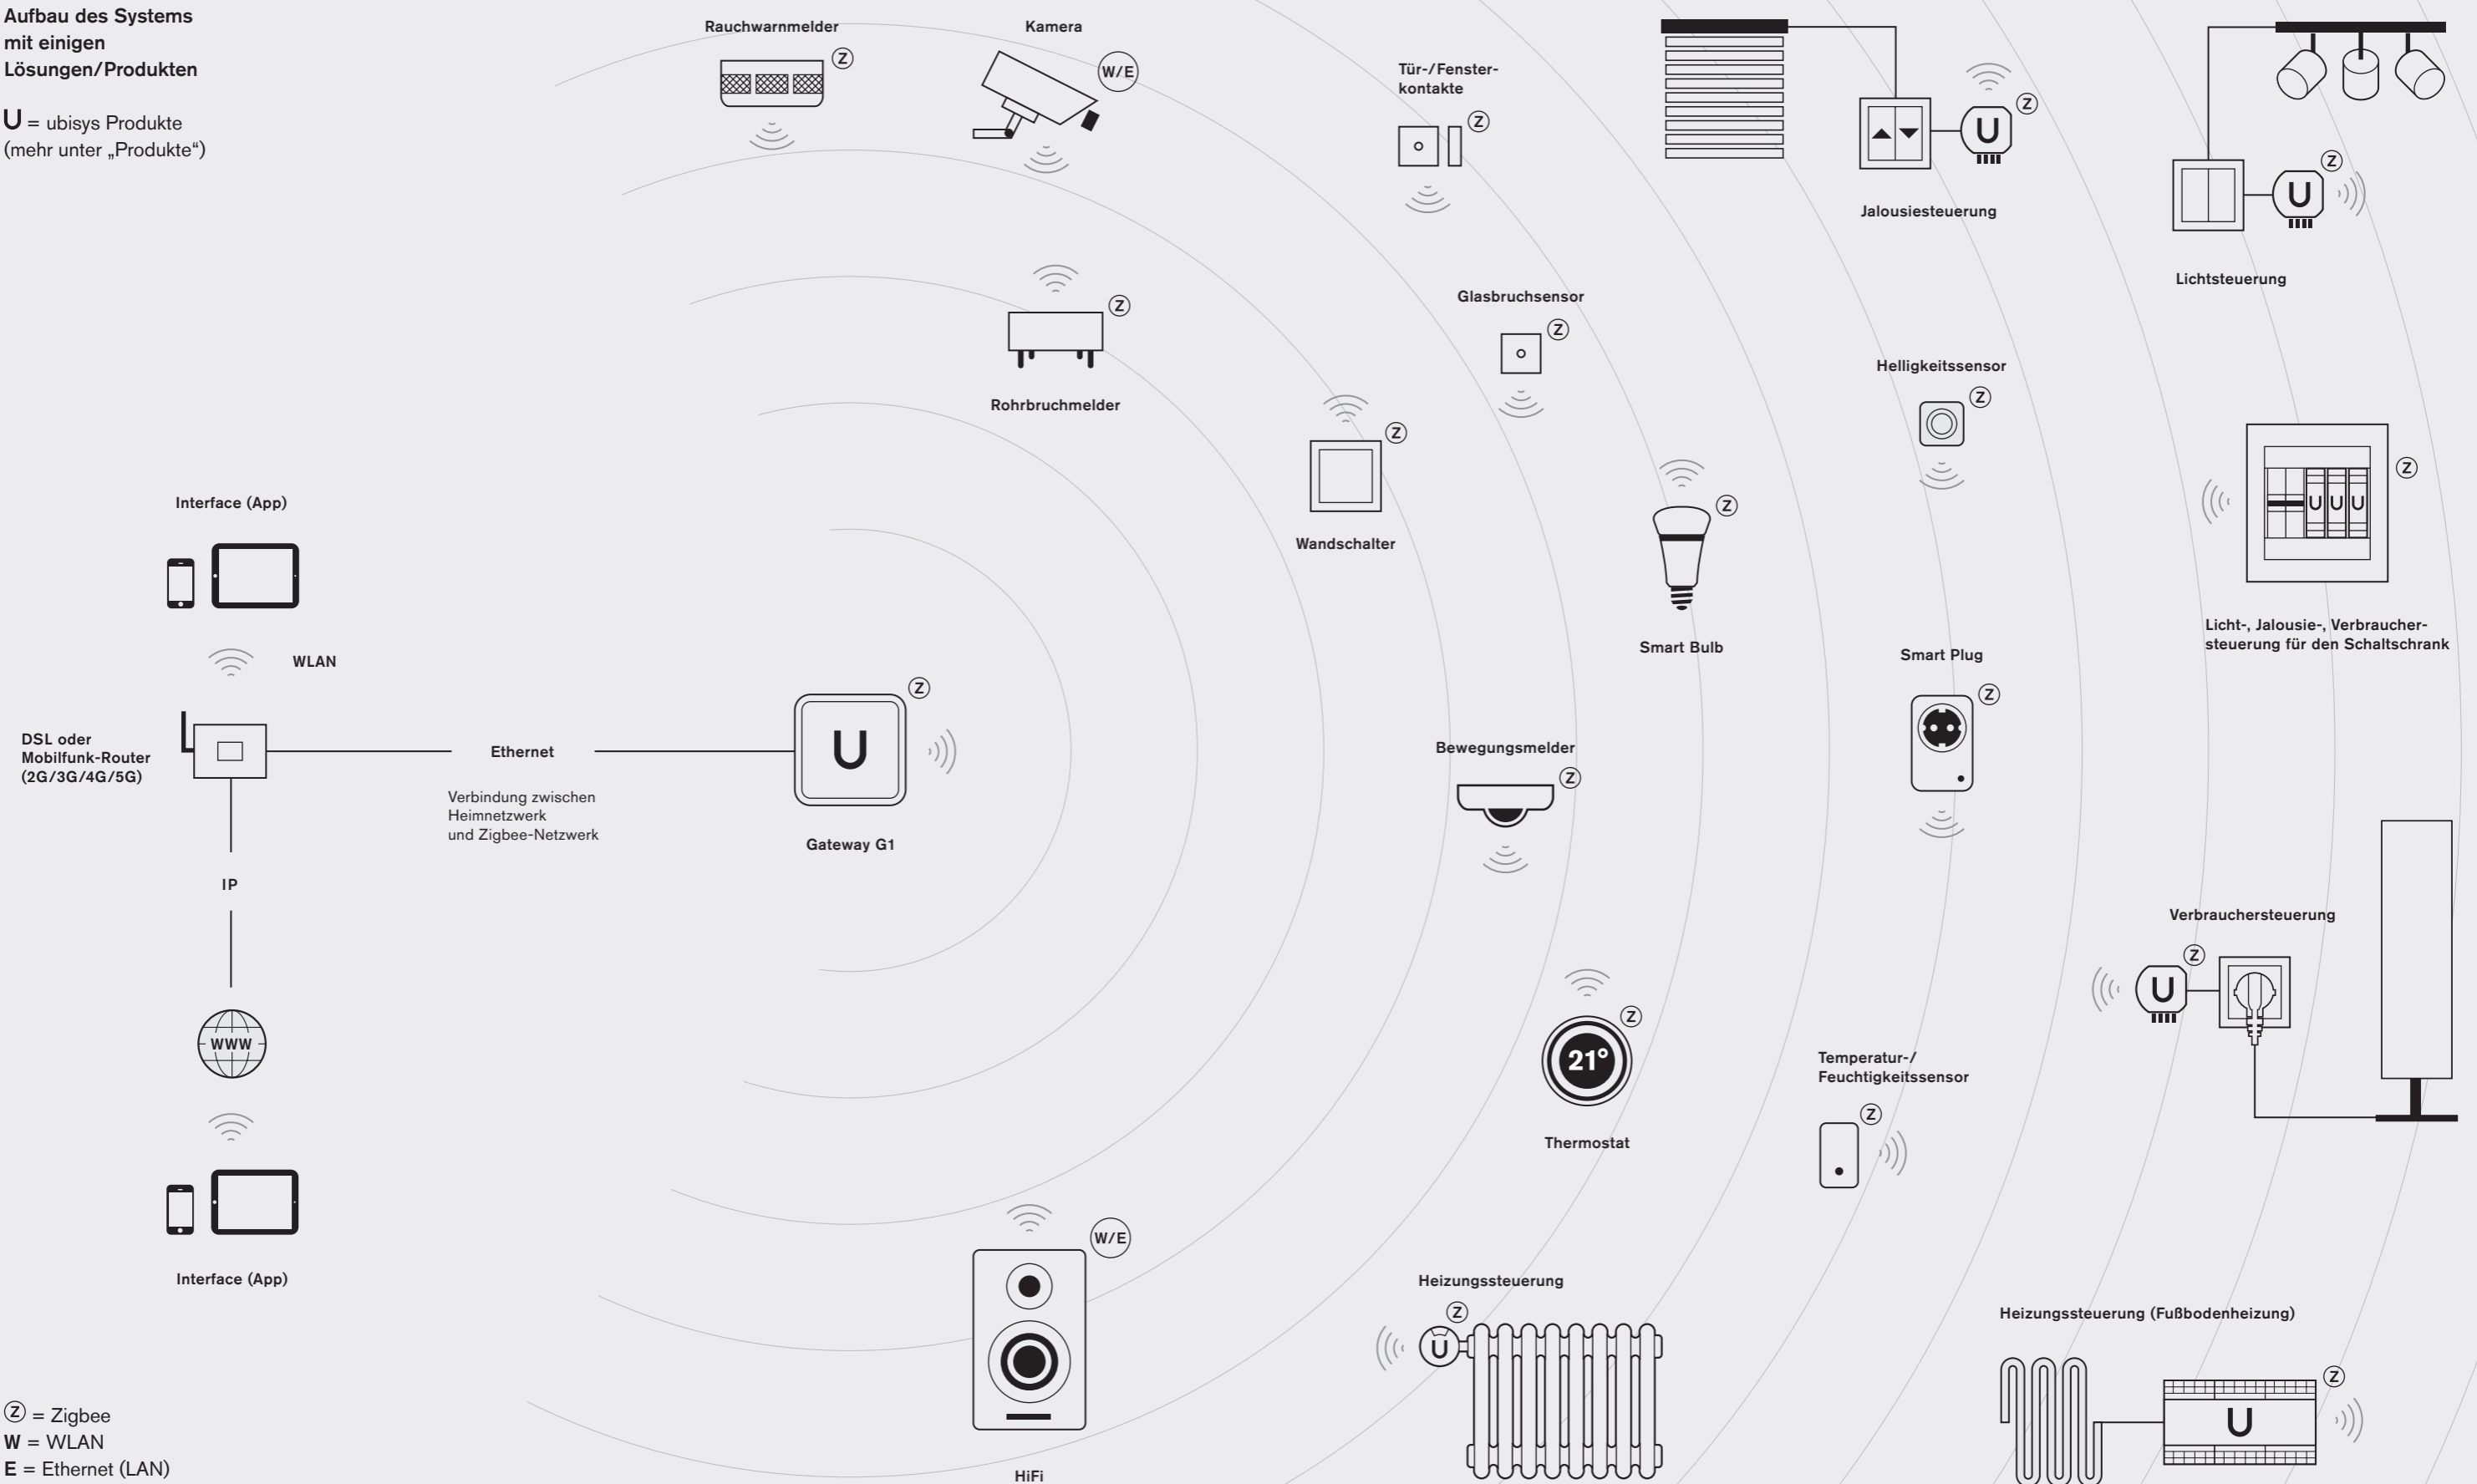 Aufbau des Systems
mit einigen
Lösungen/Produkten
U = ubisys Produkte
(mehr unter „Produkte“)
Rauchwarnmelder
Z
Kamera
W/E
Tür-/Fenster-
kontakte
Z
U
Z
Jalousiesteuerung
U
Z
Lichtsteuerung
Z
Rohrbruchmelder
Glasbruchsensor
Z
Z
Wandschalter
Helligkeitssensor
Z
Z
Smart Bulb
U U U
Z
Licht-, Jalousie-, Verbraucher-
steuerung für den Schaltschrank
Interface (App)
WLAN
DSL oder
Mobilfunk-Router
(2G/3G/4G/5G)
Ethernet
Verbindung zwischen
Heimnetzwerk
und Zigbee-Netzwerk
U
Z
Gateway G1
Bewegungsmelder
Z
Smart Plug
Z
IP
WWW
Interface (App)
Z
21°
Thermostat
Temperatur-/
Feuchtigkeitssensor
Z
Verbrauchersteuerung
Z
U
W/E
HiFi
Heizungssteuerung
Z
U
Heizungssteuerung (Fußbodenheizung)
Z
U
Z = Zigbee
W = WLAN
E = Ethernet (LAN)